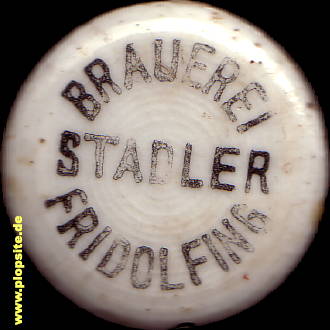 BRAUEREI
STADLER
FRIDOLFING
www.plopsite.de